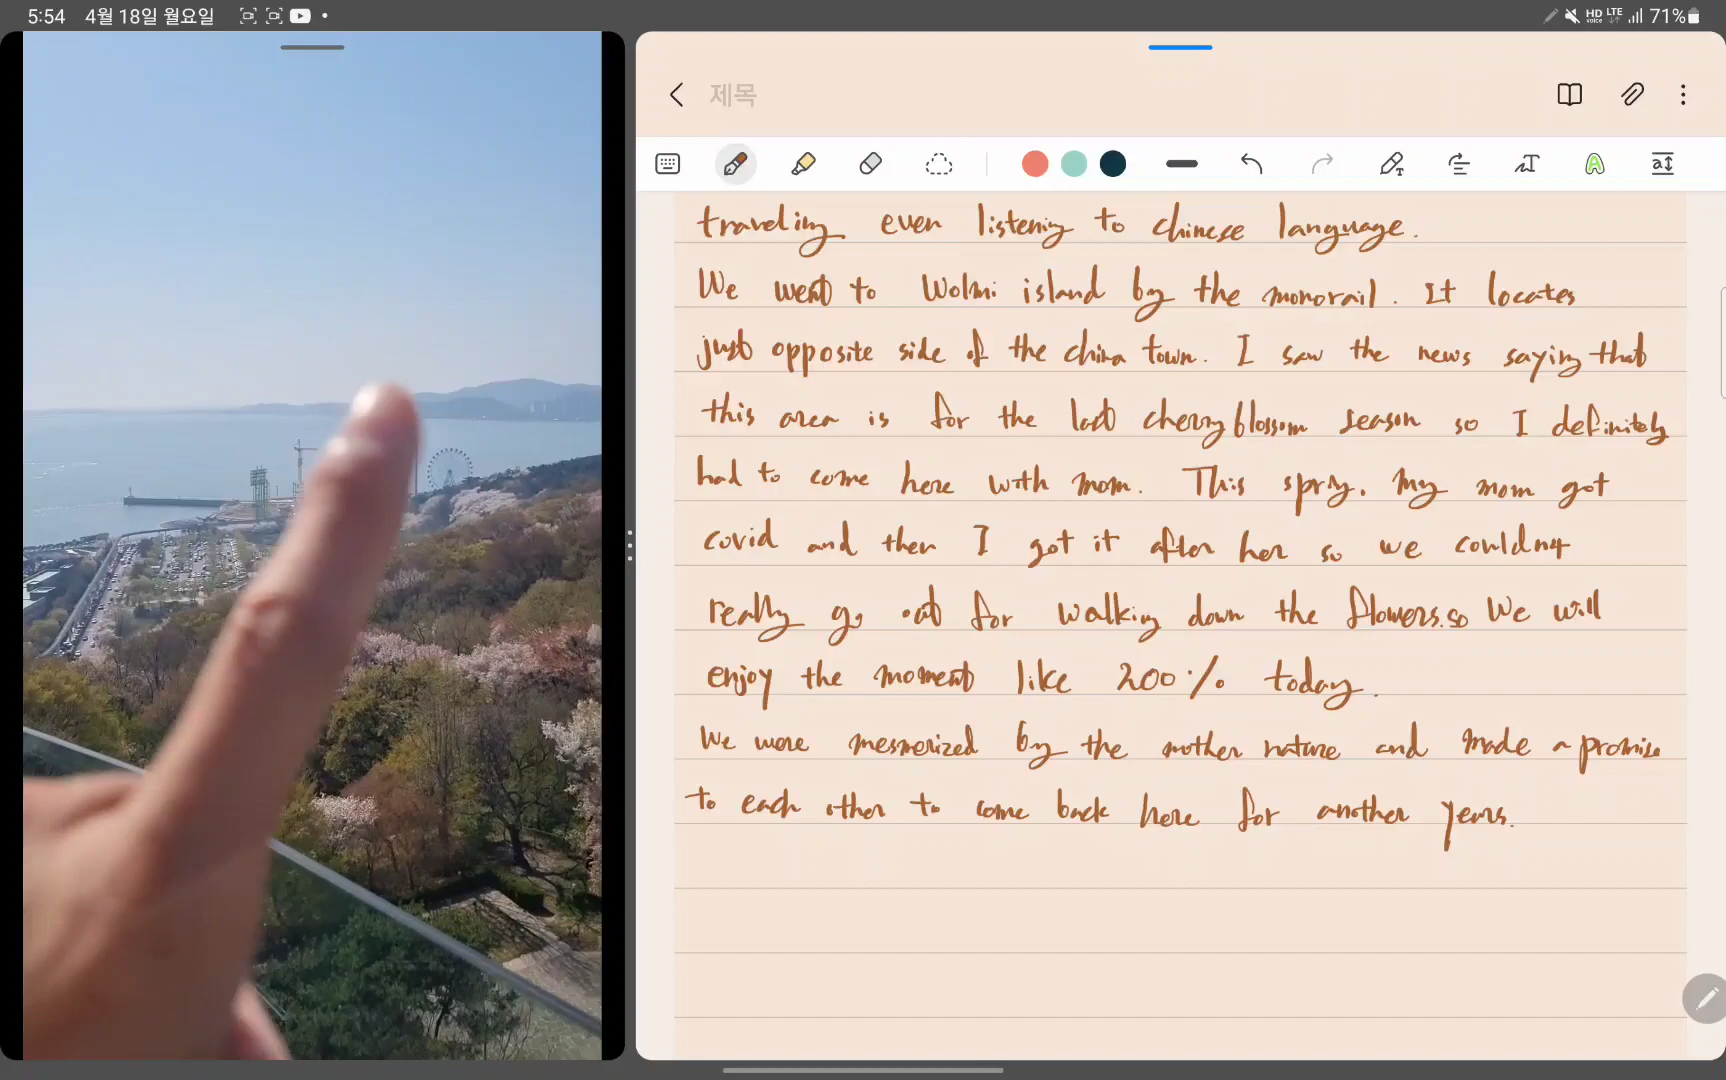 5:54 4월 18일 월요일
HD voice LTE 71%
제목
traveling even listening to chinese language.
We went to Wolmi island by the monorail. It locates
just opposite side of the china town. I saw the news saying that
this area is for the last cherry blossom season so I definitely
had to come here with mom. This spring, my mom got
covid and then I got it after her so we couldn't
really go out for walking down the flowers. so We will
enjoy the moment like 200% today.
We were mesmerized by the mother nature and made a promise
to each other to come back here for another years.